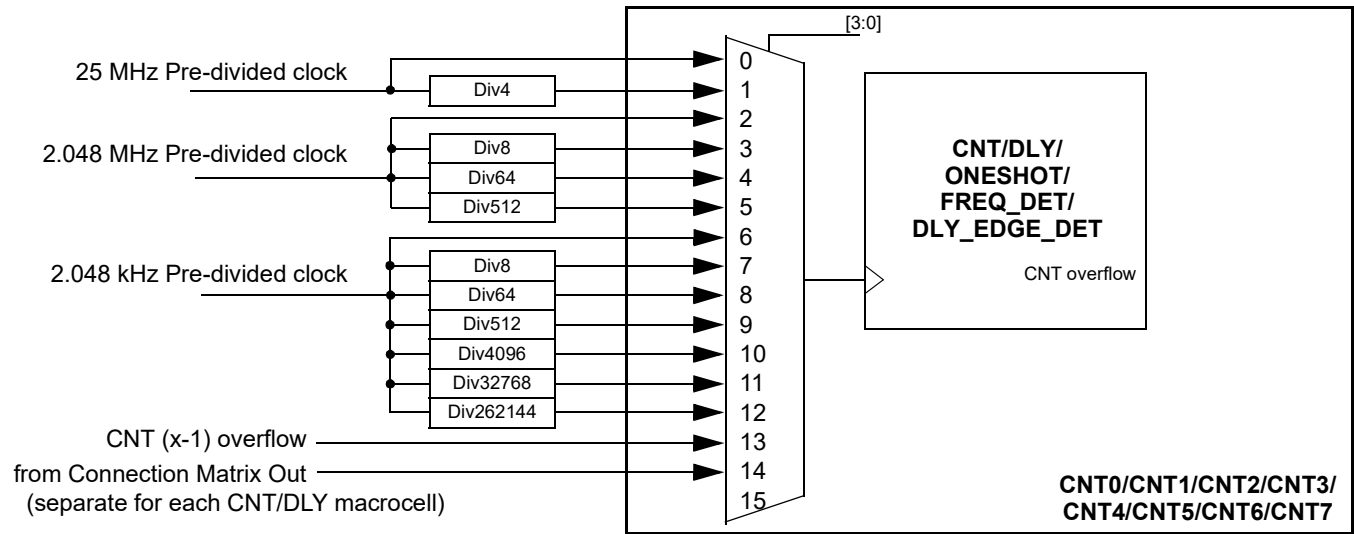 [3:0]
25 MHz Pre-divided clock
Div4
2.048 MHz Pre-divided clock
Div8
Div64
Div512
2.048 kHz Pre-divided clock
Div8
Div64
Div512
Div4096
Div32768
Div262144
CNT (x-1) overflow
from Connection Matrix Out
(separate for each CNT/DLY macrocell)
0
1
2
3
4
5
6
7
8
9
10
11
12
13
14
15
CNT/DLY/
ONESHOT/
FREQ_DET/
DLY_EDGE_DET
CNT overflow
CNT0/CNT1/CNT2/CNT3/
CNT4/CNT5/CNT6/CNT7